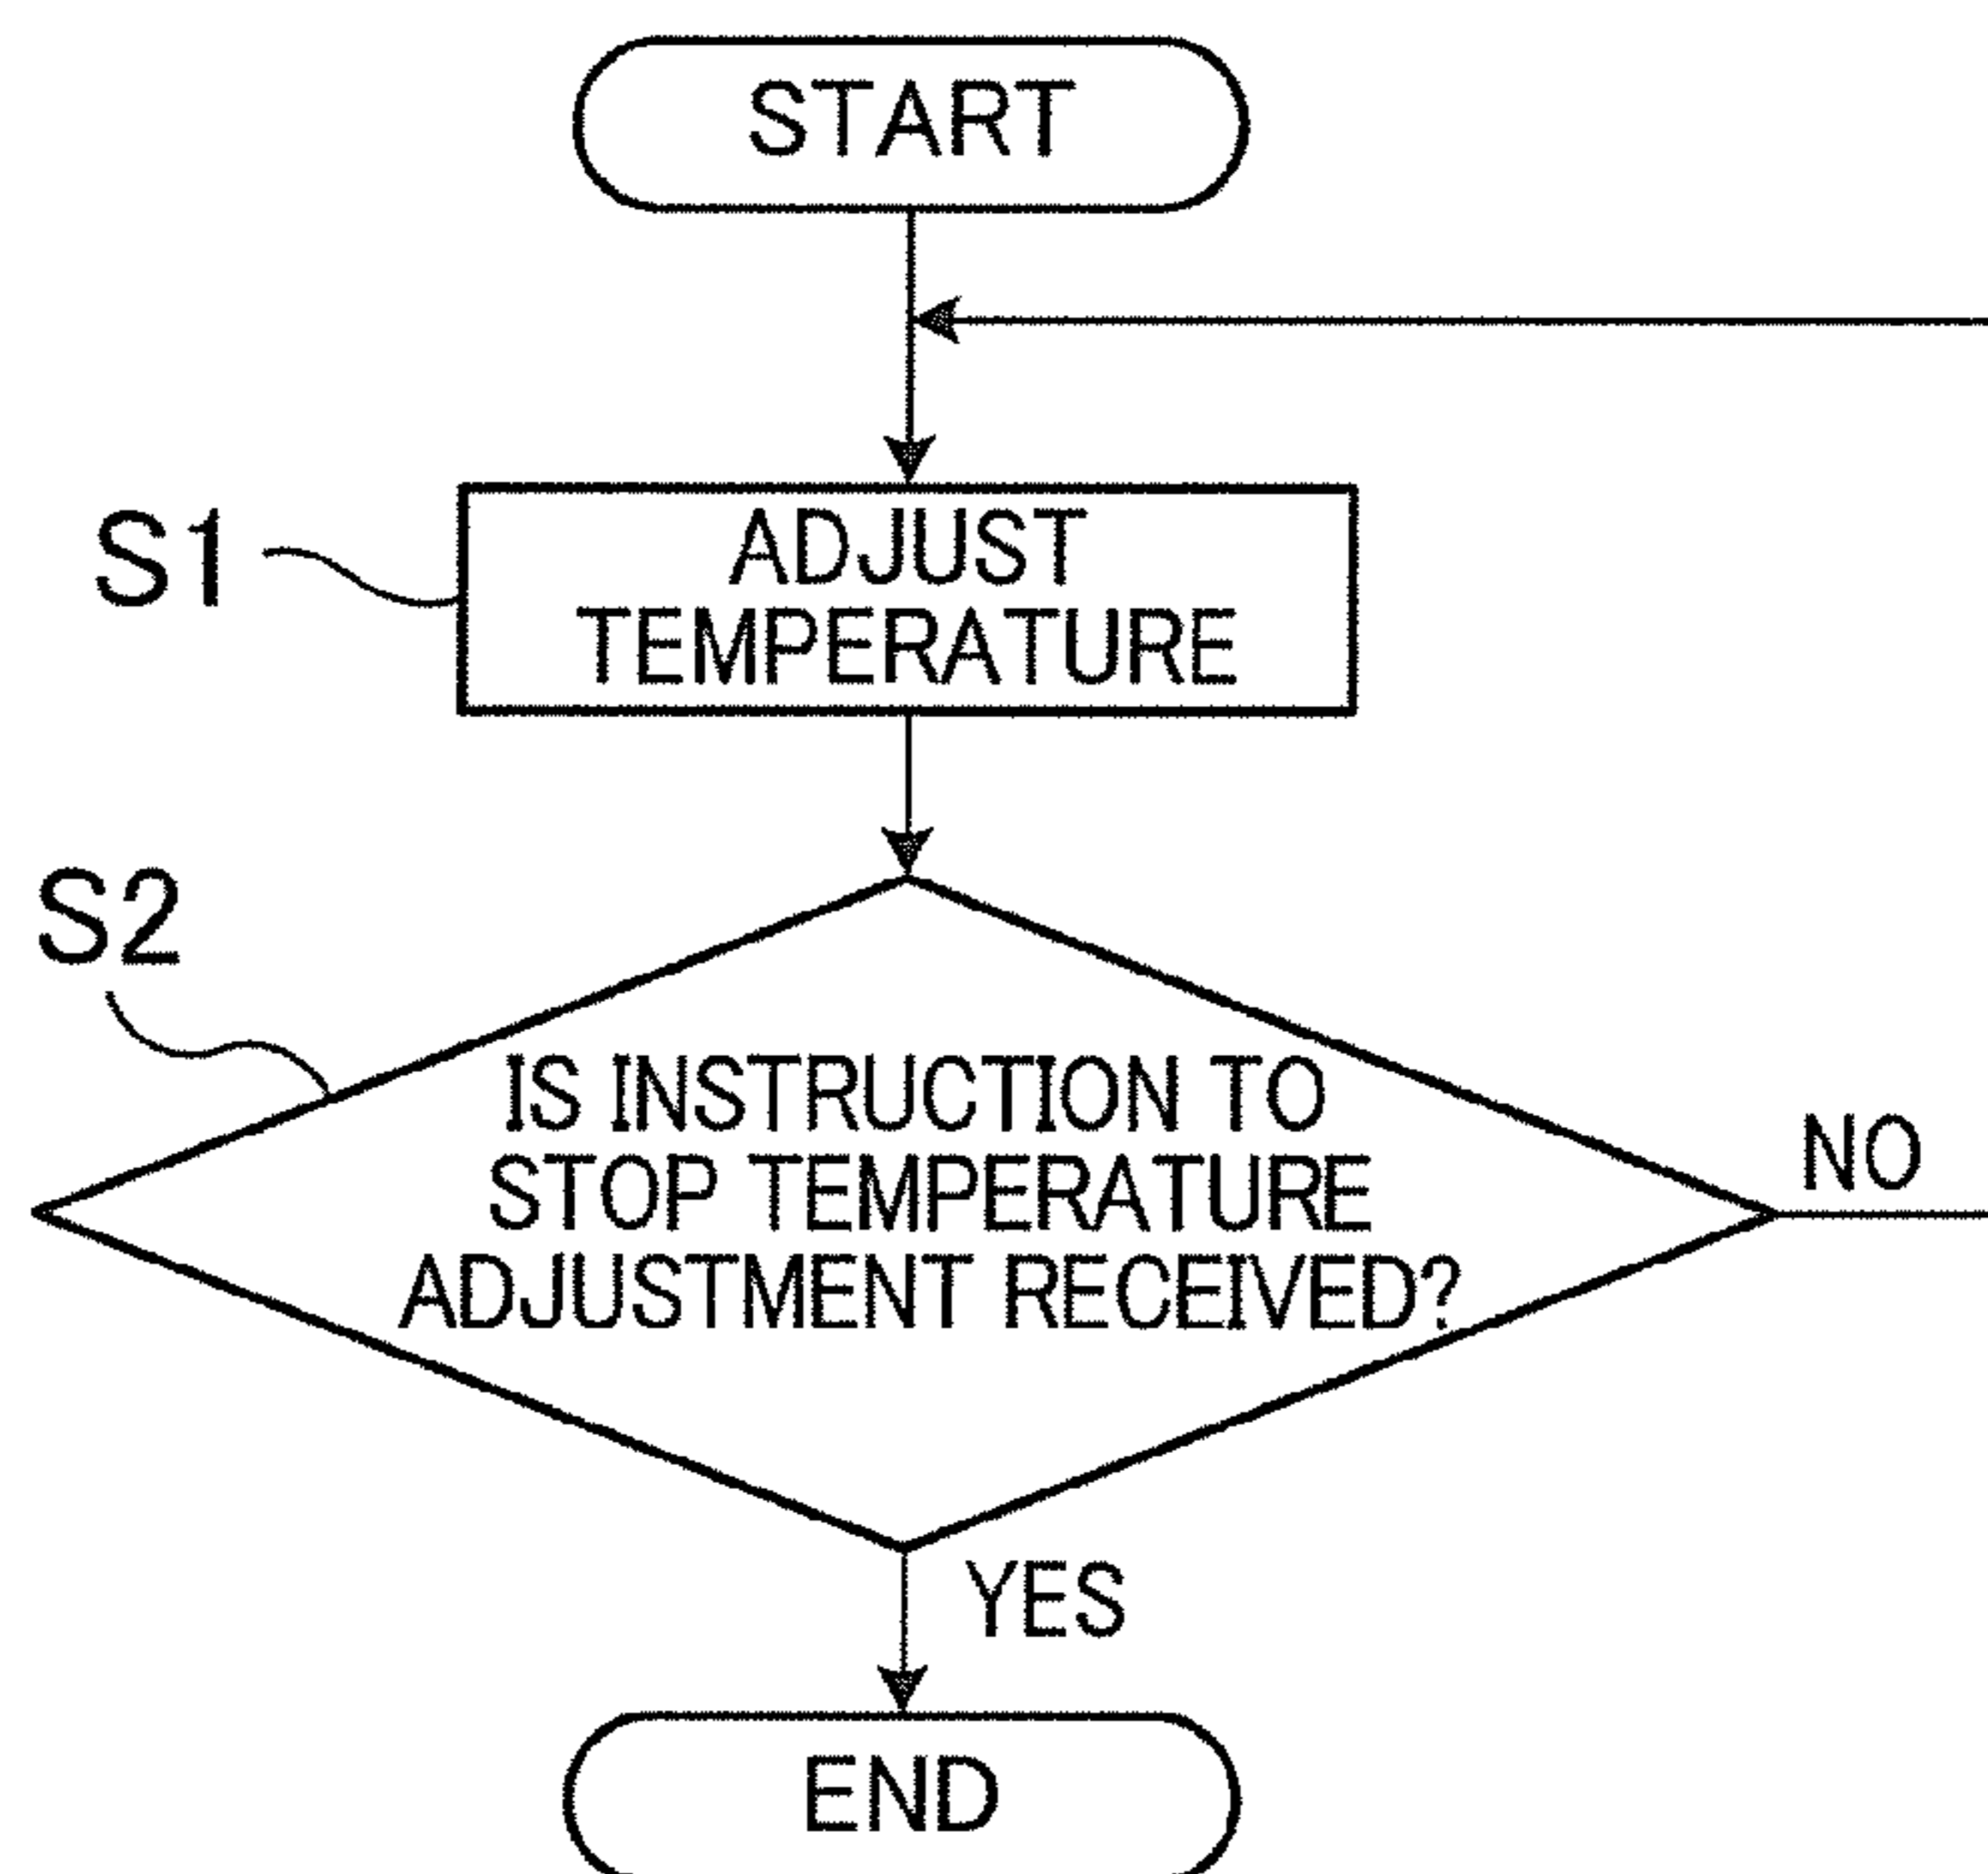 START
S1
ADJUST
TEMPERATURE
S2
IS INSTRUCTION TO
STOP TEMPERATURE
ADJUSTMENT RECEIVED?
NO
YES
END